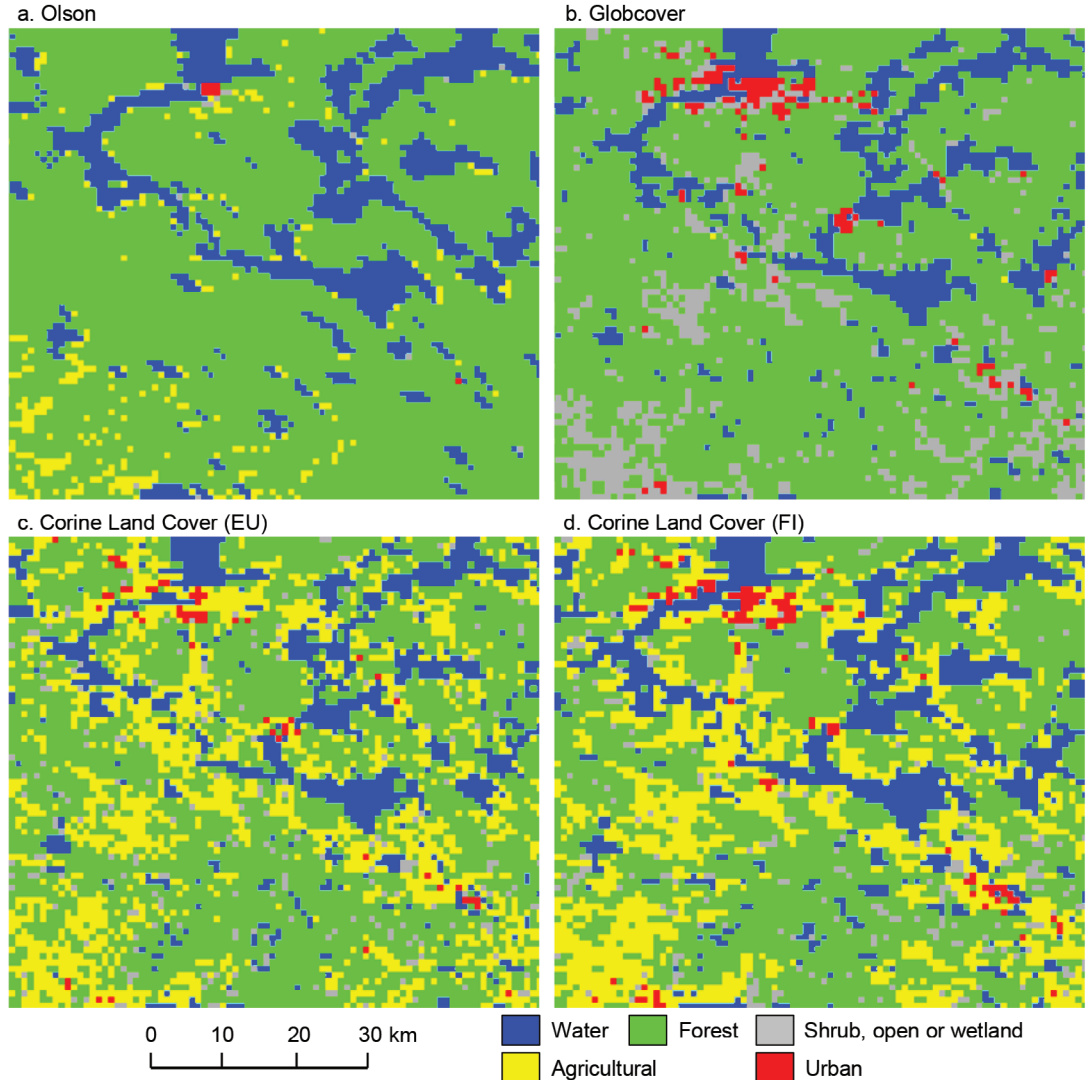 a. Olson
b. Globcover
c. Corine Land Cover (EU)
d. Corine Land Cover (FI)
0 10 20 30 km
Water Forest Shrub, open or wetland
Agricultural Urban